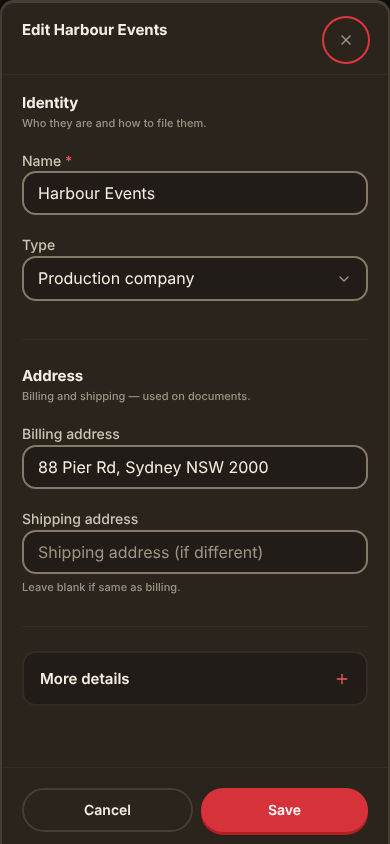 Edit Harbour Events
Identity
Who they are and how to file them.
Name *
Harbour Events
Type
Production company
Address
Billing and shipping — used on documents.
Billing address
88 Pier Rd, Sydney NSW 2000
Shipping address
Shipping address (if different)
Leave blank if same as billing.
More details
Cancel
Save